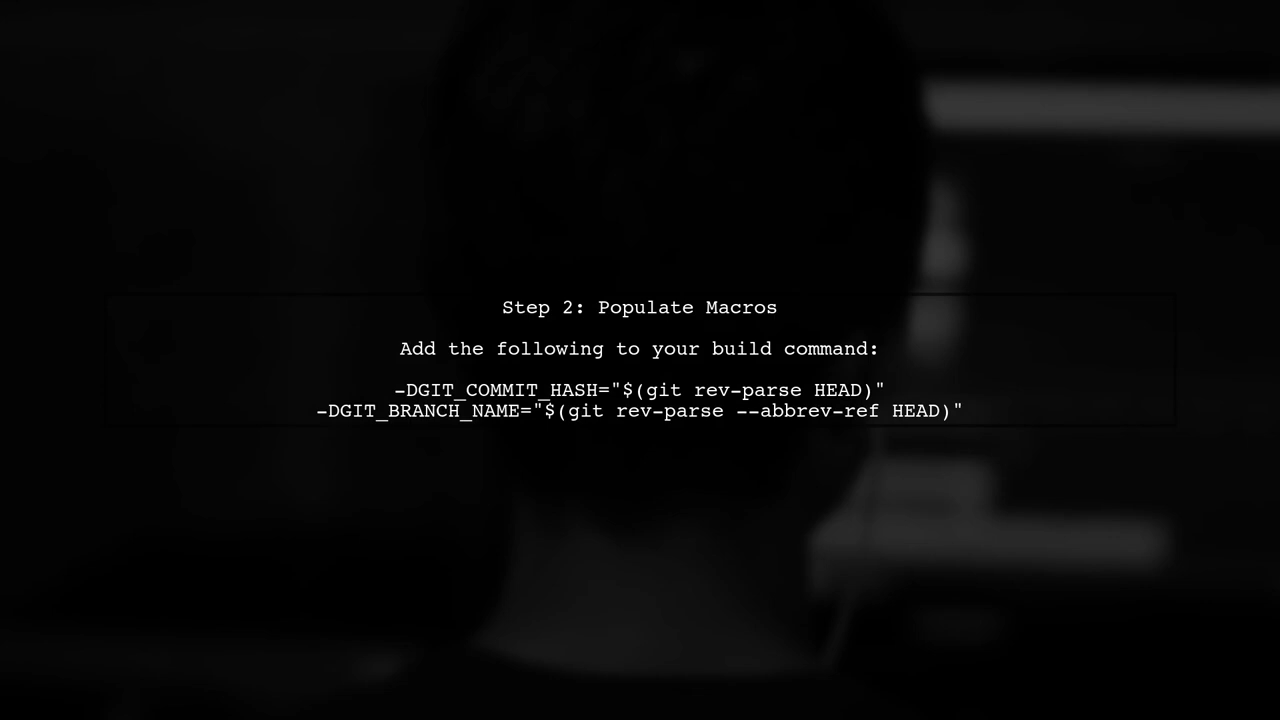 Step 2: Populate Macros
Add the following to your build command:
-DGIT_COMMIT_HASH="$(git rev-parse HEAD)"
-DGIT_BRANCH_NAME="$(git rev-parse --abbrev-ref HEAD)"